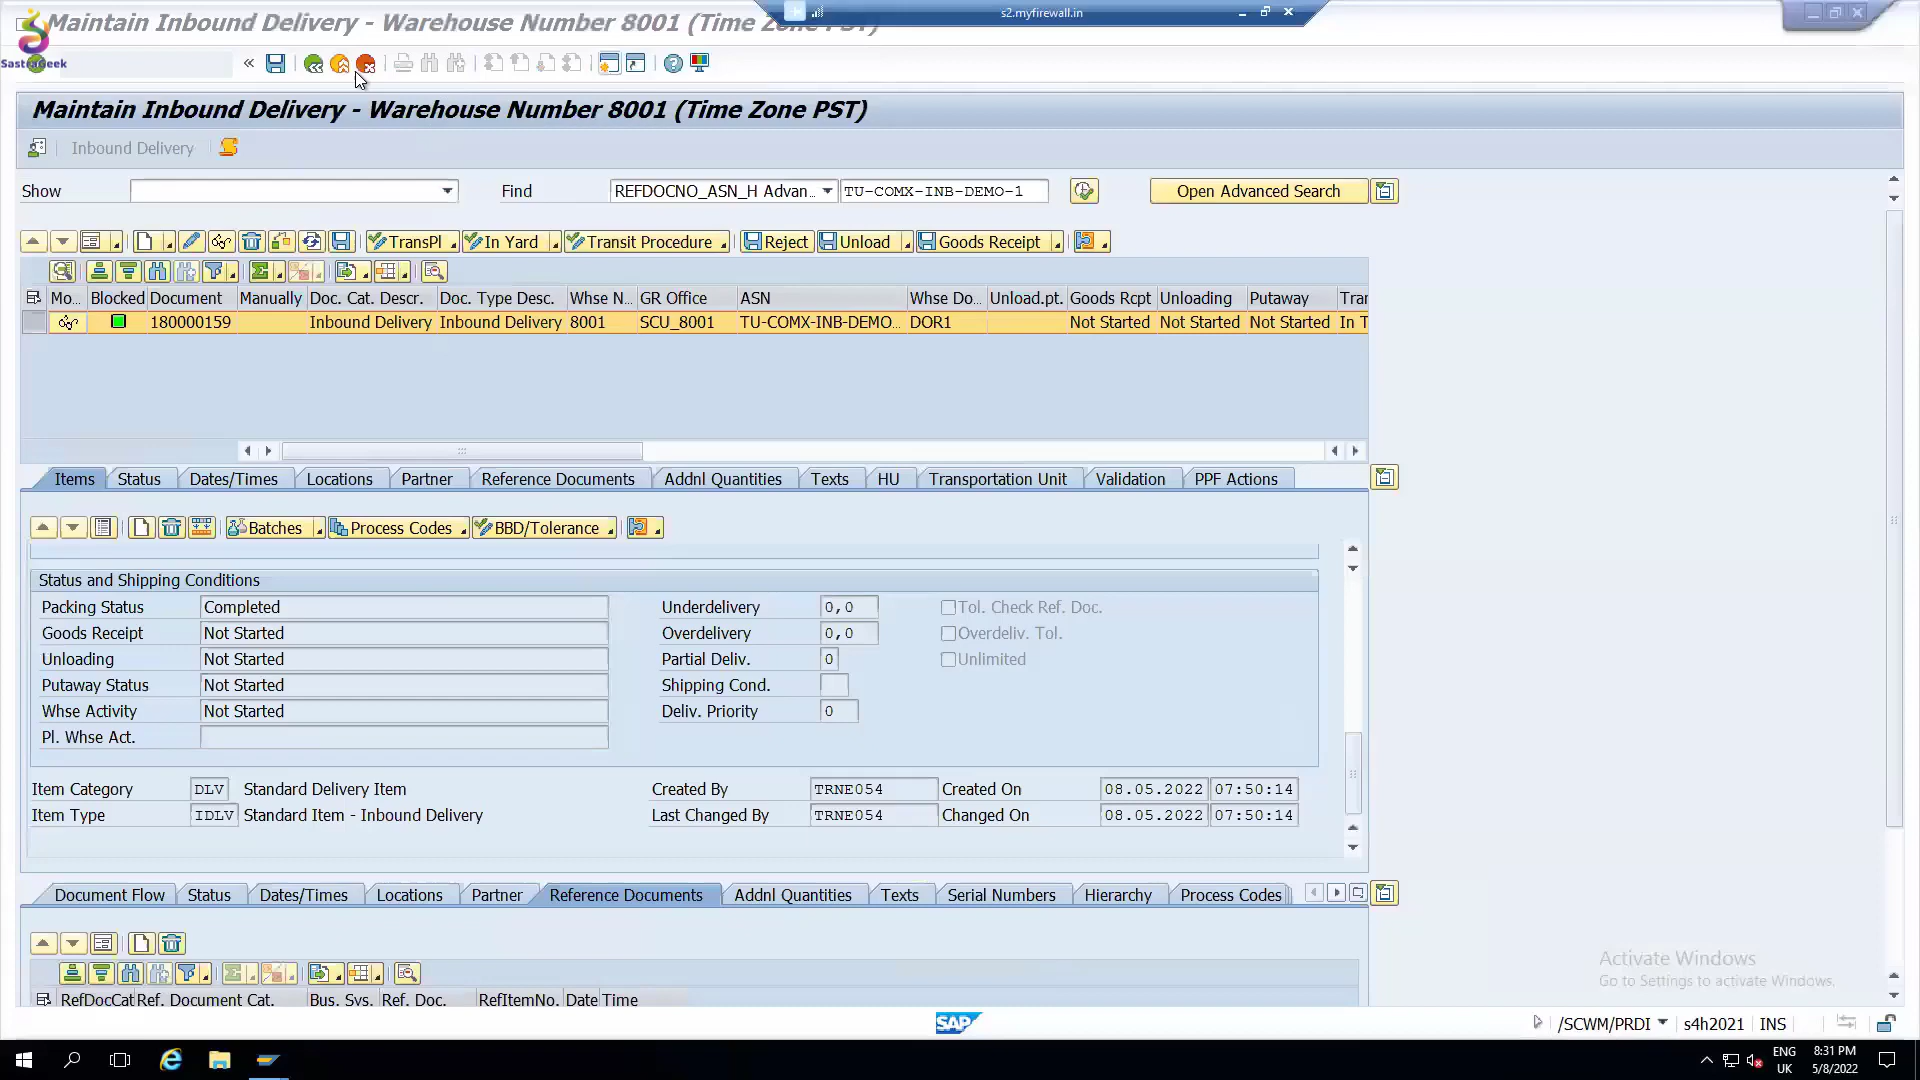 Maintain Inbound Delivery - Warehouse Number 8001 (Time Zone PST)
s2.myfirewall.in
SastraGeek
Maintain Inbound Delivery - Warehouse Number 8001 (Time Zone PST)
Inbound Delivery
Show Find REFDOCNO_ASN_H Advan... TU-COMX-INB-DEMO-1 Open Advanced Search
TransPl In Yard Transit Procedure Reject Unload Goods Receipt
Mo... Blocked Document Manually Doc. Cat. Descr. Doc. Type Desc. Whse N... GR Office ASN Whse Do... Unload.pt. Goods Rcpt Unloading Putaway Trar
180000159 Inbound Delivery Inbound Delivery 8001 SCU_8001 TU-COMX-INB-DEMO... DOR1 Not Started Not Started Not Started In T
Items Status Dates/Times Locations Partner Reference Documents Addnl Quantities Texts HU Transportation Unit Validation PPF Actions
Batches Process Codes BBD/Tolerance
Status and Shipping Conditions
Packing Status Completed Underdelivery 0,0 Tol. Check Ref. Doc.
Goods Receipt Not Started Overdelivery 0,0 Overdeliv. Tol.
Unloading Not Started Partial Deliv. 0 Unlimited
Putaway Status Not Started Shipping Cond.
Whse Activity Not Started Deliv. Priority 0
Pl. Whse Act.
Item Category DLV Standard Delivery Item Created By TRNE054 Created On 08.05.2022 07:50:14
Item Type IDLV Standard Item - Inbound Delivery Last Changed By TRNE054 Changed On 08.05.2022 07:50:14
Document Flow Status Dates/Times Locations Partner Reference Documents Addnl Quantities Texts Serial Numbers Hierarchy Process Codes
RefDocCat Ref. Document Cat. Bus. Sys. Ref. Doc. RefItemNo. Date Time
Activate Windows
Go to Settings to activate Windows.
SAP /SCWM/PRDI s4h2021 INS
ENG 8:31 PM
UK 5/8/2022